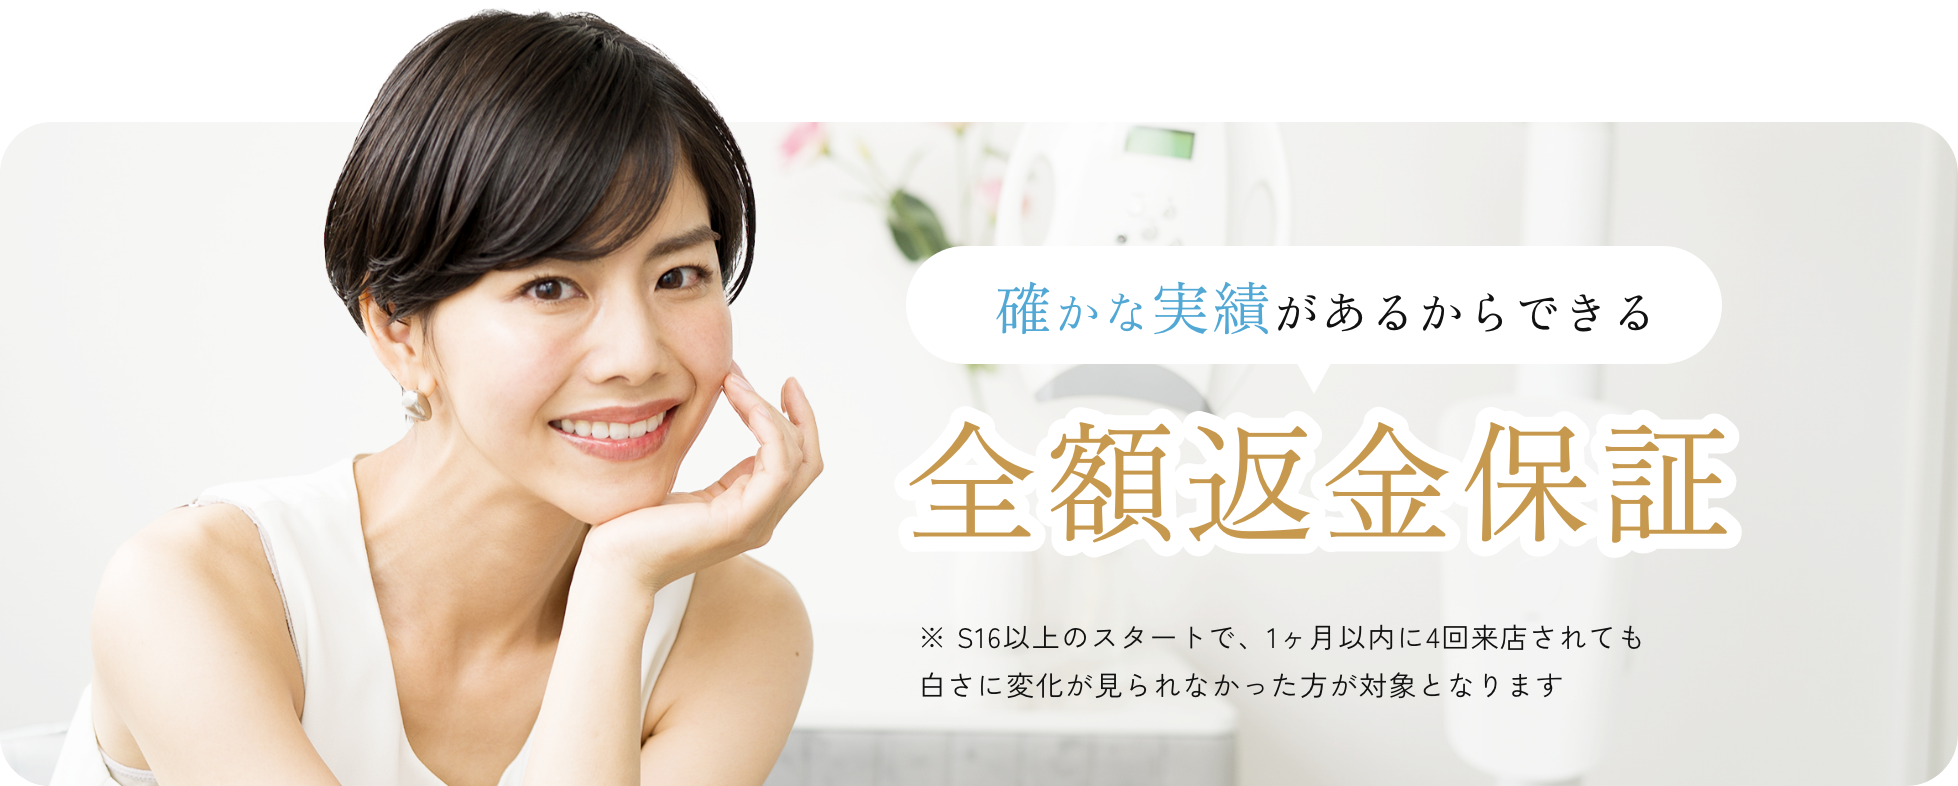 確かな実績があるからできる
全額返金保証
※ S16以上のスタートで、1ヶ月以内に4回来店されても
白さに変化が見られなかった方が対象となります